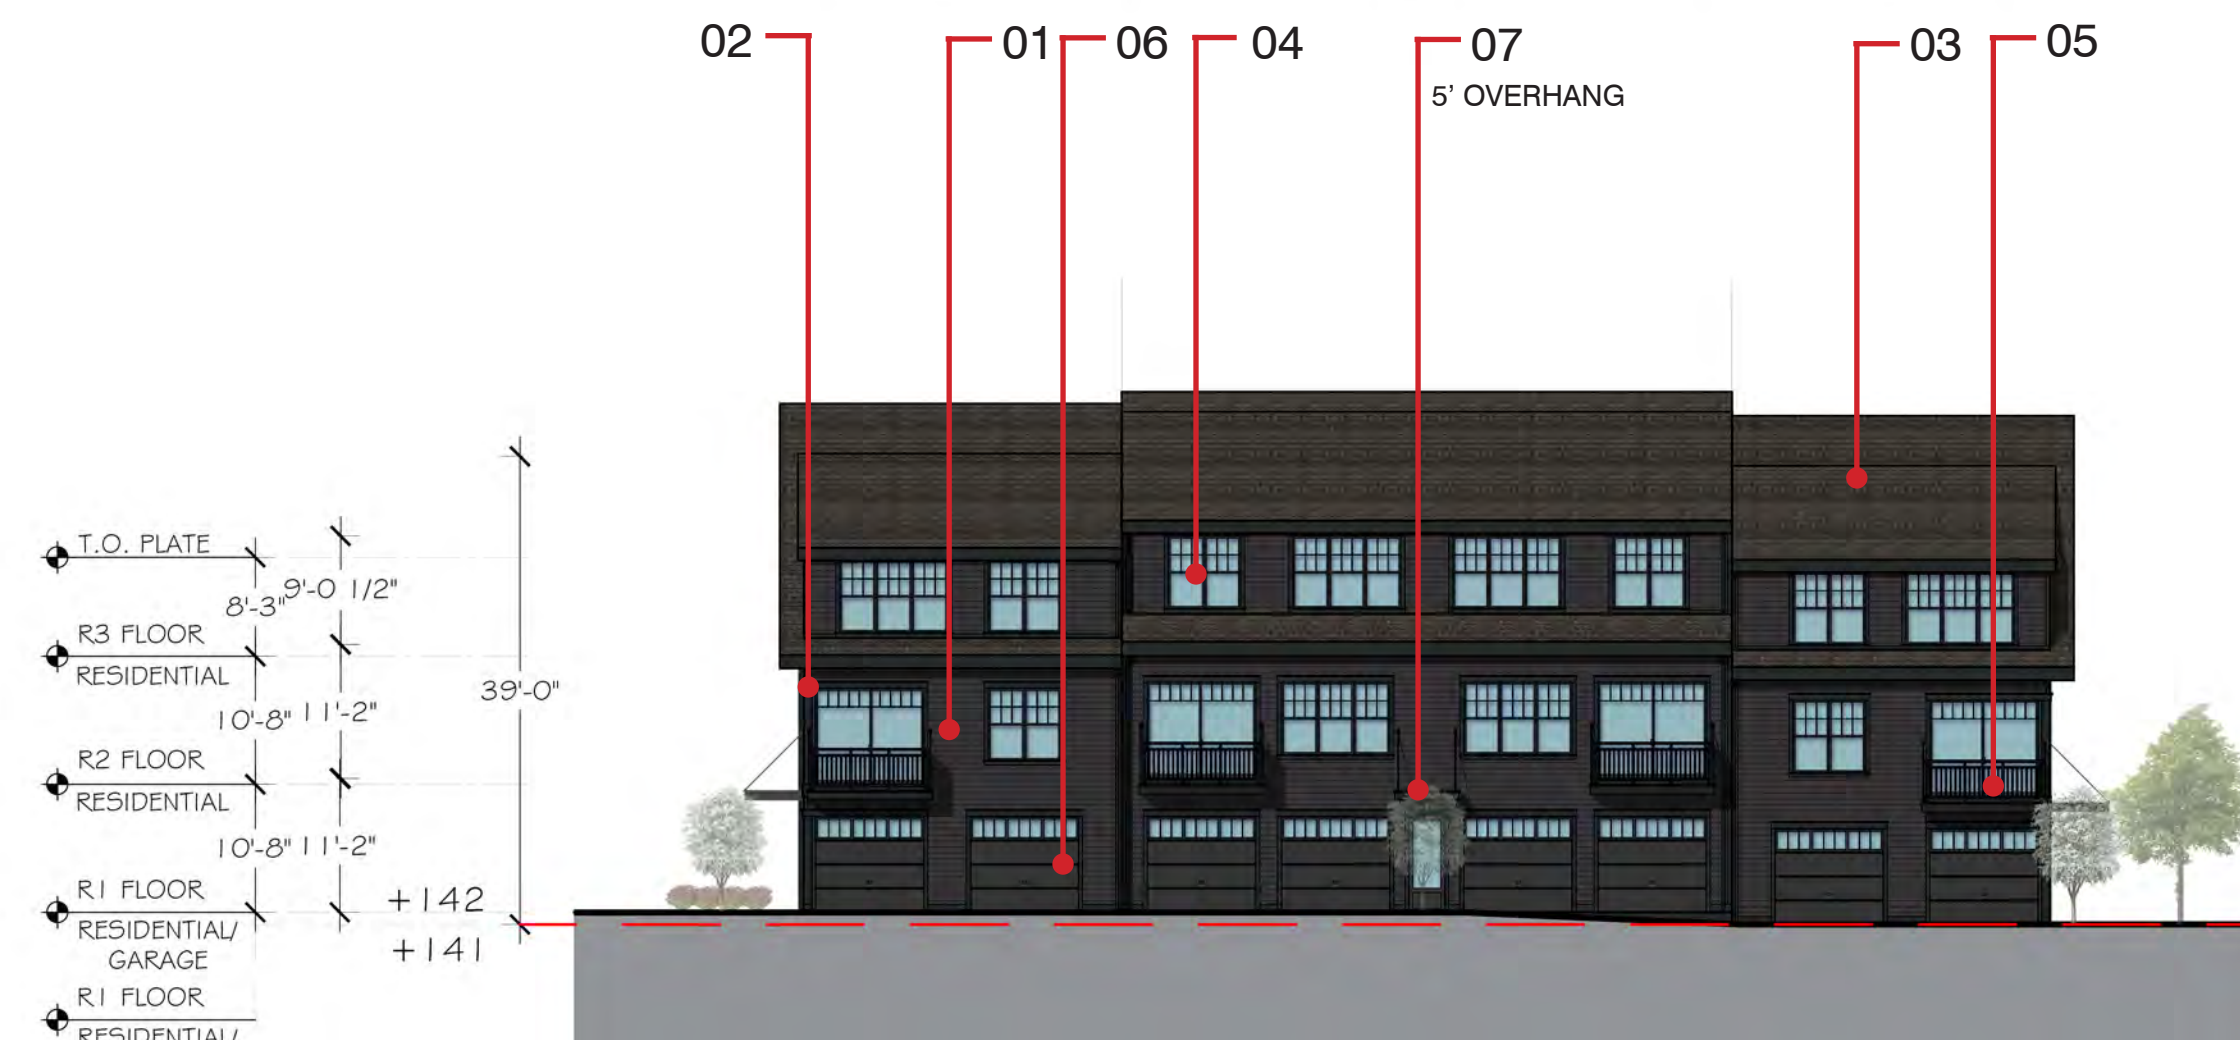 02
01
06
04
07
03
05
5’ OVERHANG
T.O. PLATE
8'-3"
9'-0 1/2"
R3 FLOOR
RESIDENTIAL
39'-0"
10'-8"
11'-2"
R2 FLOOR
RESIDENTIAL
10'-8"
11'-2"
R1 FLOOR
+142
RESIDENTIAL/
GARAGE
+141
R1 FLOOR
RESIDENTIAL/